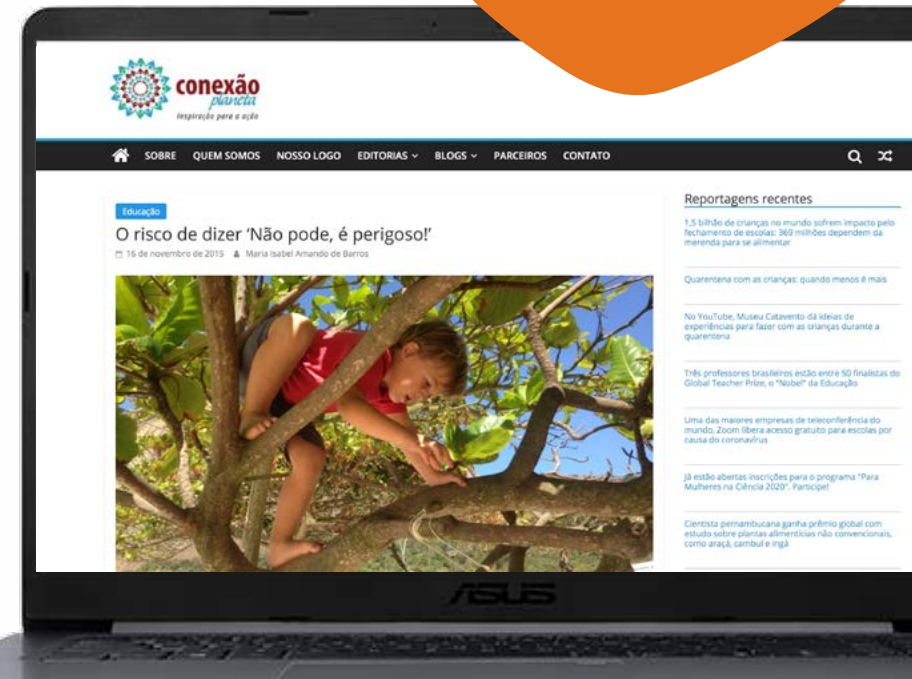 conexão
planeta
inspiração para a ação
SOBRE QUEM SOMOS NOSSO LOGO EDITORIAS BLOGS PARCEIROS CONTATO
Educação
O risco de dizer ‘Não pode, é perigoso!’
16 de novembro de 2015 Maria Isabel Amando de Barros
Reportagens recentes
1,5 bilhão de crianças no mundo sofrem impacto pelo
fechamento de escolas: 369 milhões dependem da
merenda para se alimentar
Quarentena com as crianças: quando menos é mais
No YouTube, Museu Catavento dá ideias de
experiências para fazer com as crianças durante a
quarentena
Três professores brasileiros estão entre 50 finalistas do
Global Teacher Prize, o "Nobel" da Educação
Uma das maiores empresas de teleconferência do
mundo, Zoom libera acesso gratuito para escolas por
causa do coronavírus
Já estão abertas inscrições para o programa "Para
Mulheres na Ciência 2020". Participe!
Cientista pernambucana ganha prêmio global com
estudo sobre plantas alimentícias não convencionais,
como araçá, cambuí e ingá
ASUS